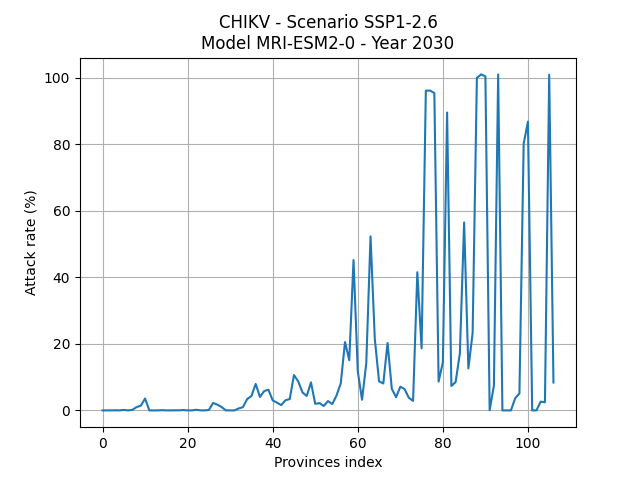 CHIKV - Scenario SSP1-2.6
Model MRI-ESM2-0 - Year 2030
100
80
60
40
20
0
Attack rate (%)
0 20 40 60 80 100
Provinces index